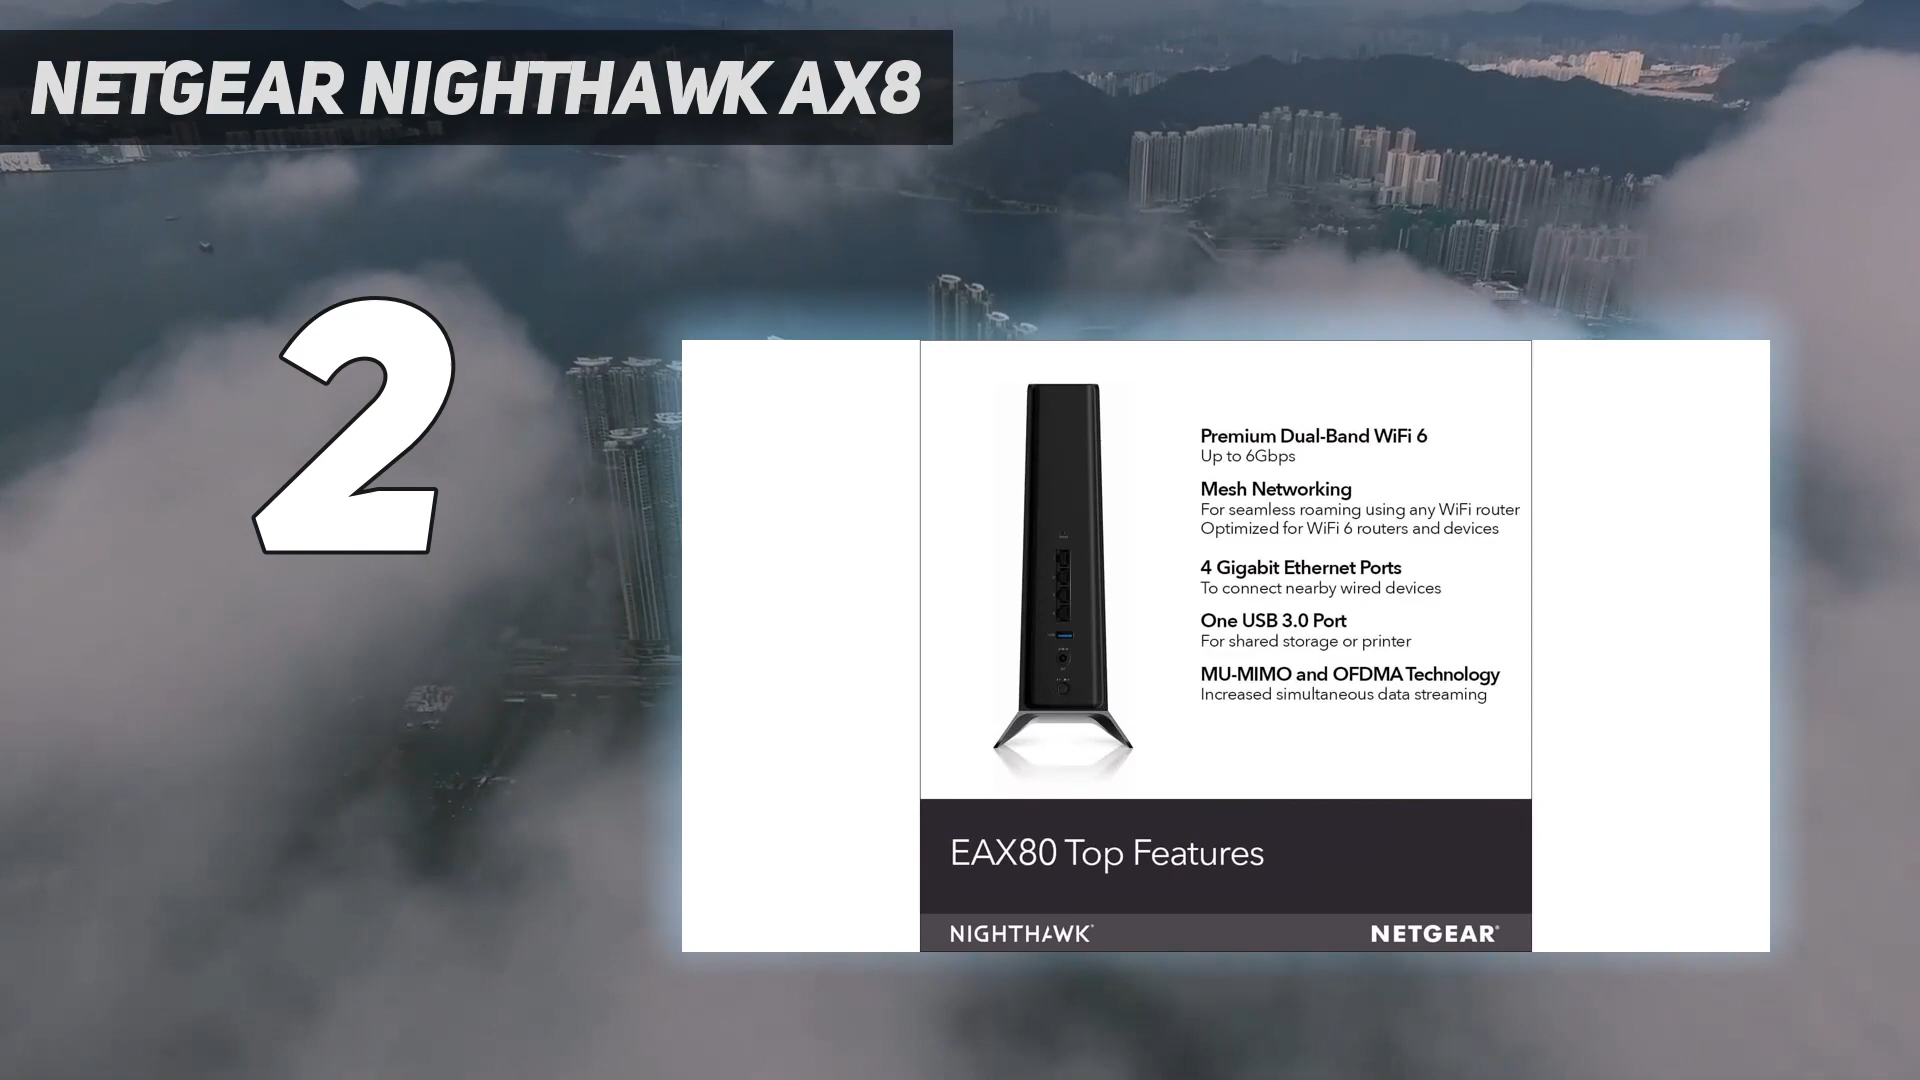 NETGEAR NIGHTHAWK AX8
2
Premium Dual-Band WiFi 6
Up to 6Gbps
Mesh Networking
For seamless roaming using any WiFi router
Optimized for WiFi 6 routers and devices
4 Gigabit Ethernet Ports
To connect nearby wired devices
One USB 3.0 Port
For shared storage or printer
MU-MIMO and OFDMA Technology
Increased simultaneous data streaming
EAX80 Top Features
NIGHTHAWK®
NETGEAR®